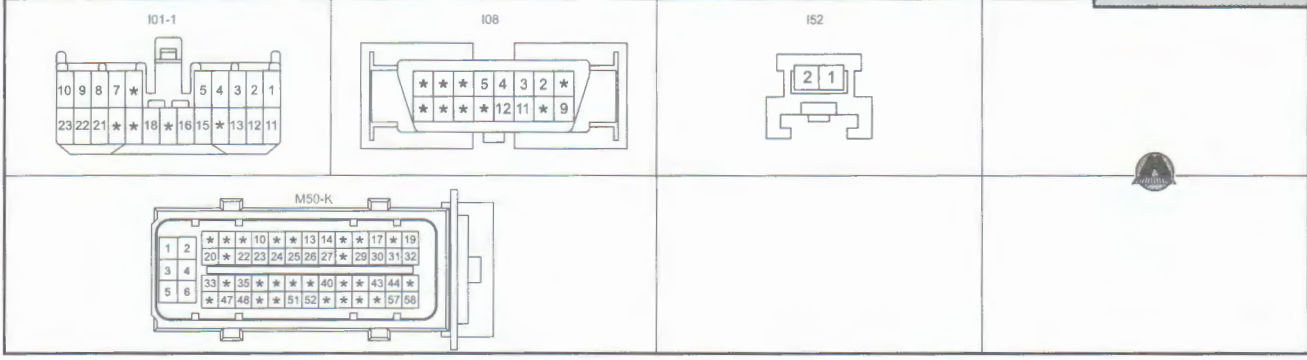 I01-1
10 9 8 7 * 5 4 3 2 1
23 22 21 * * 18 * 16 15 * 13 12 11
I08
* * * 5 4 3 2 *
* * * * 12 11 * 9
I52
2 1
M50-K
1 2
3 4
5 6
* * * 10 * * 13 14 * * 17 * 19
20 * 22 23 24 25 26 27 * 29 30 31 32
33 * 35 * * * * 40 * * 43 44 *
* 47 48 * * 51 52 * * * * 57 58